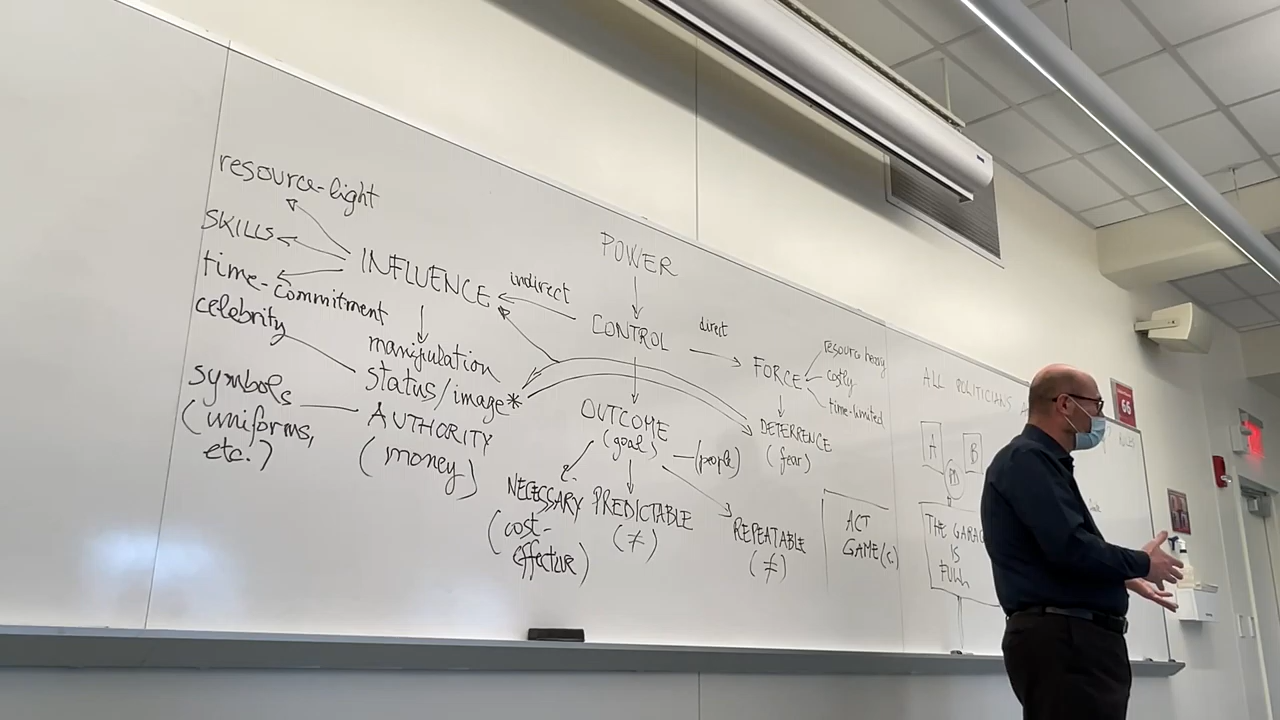 resource-light
SKILLS
time-commitment
celebrity
symbols
(uniforms,
etc.)
INFLUENCE
manipulation
status/image*
AUTHORITY
(money)
indirect
POWER
CONTROL
direct
FORCE
resource heavy
costly
time-limited
DETERRENCE
(fear)
OUTCOME
(goal)
(people)
NECESSARY
(cost-
effective)
PREDICTABLE
(≠)
REPEATABLE
(≠)
ACT
GAME(s)
ALL POLITICIANS
A
B
THE GARAG
IS
FULL
66